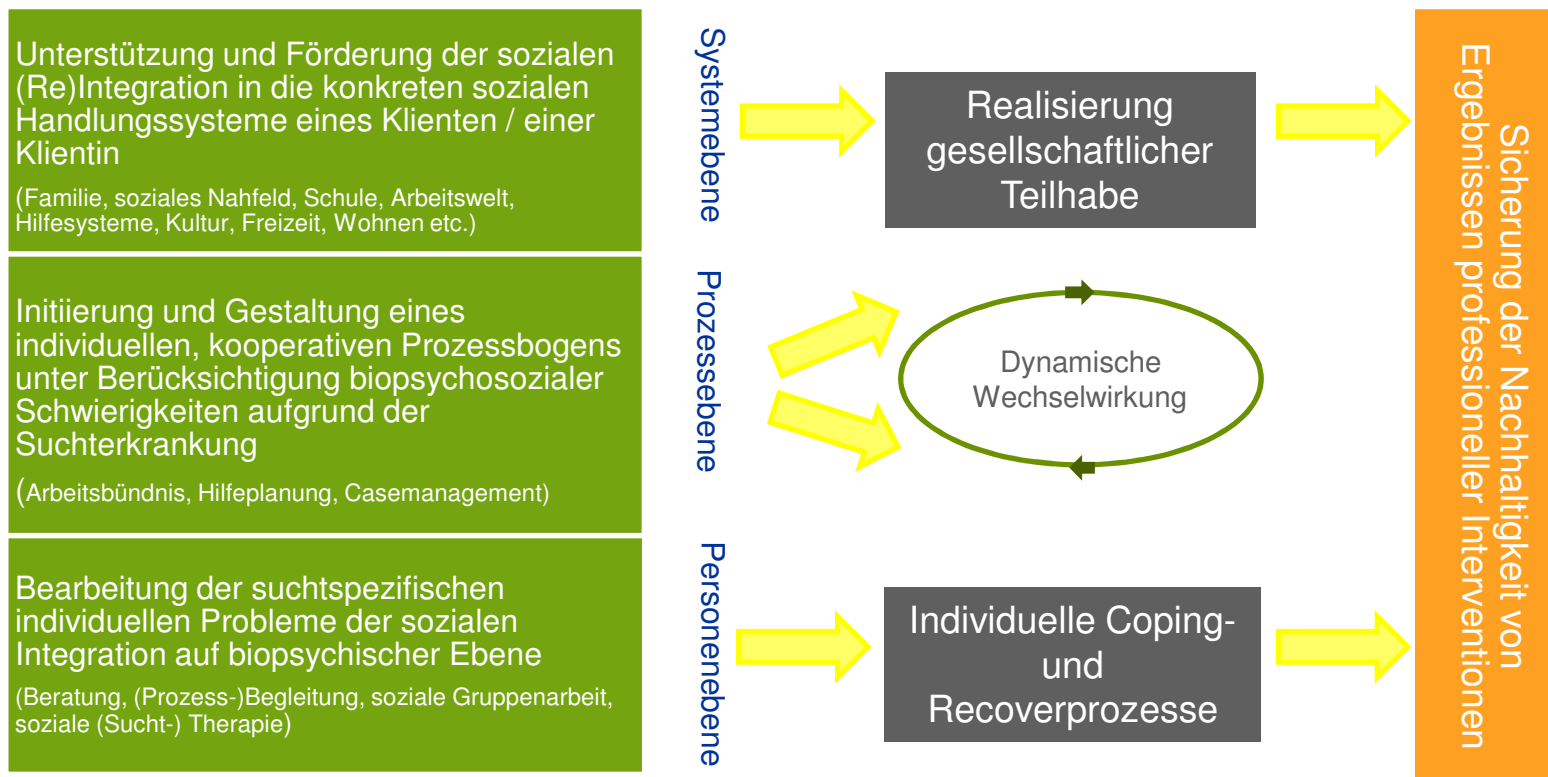 Unterstützung und Förderung der sozialen
(Re)Integration in die konkreten sozialen
Handlungssysteme eines Klienten / einer
Klientin
(Familie, soziales Nahfeld, Schule, Arbeitswelt,
Hilfesysteme, Kultur, Freizeit, Wohnen etc.)
Systemebene
Realisierung
gesellschaftlicher
Teilhabe
Initiierung und Gestaltung eines
individuellen, kooperativen Prozessbogens
unter Berücksichtigung biopsychosozialer
Schwierigkeiten aufgrund der
Suchterkrankung
(Arbeitsbündnis, Hilfeplanung, Casemanagement)
Prozessebene
Dynamische
Wechselwirkung
Bearbeitung der suchtspezifischen
individuellen Probleme der sozialen
Integration auf biopsychischer Ebene
(Beratung, (Prozess-)Begleitung, soziale Gruppenarbeit,
soziale (Sucht-) Therapie)
Personenebene
Individuelle Coping-
und
Recoverprozesse
Sicherung der Nachhaltigkeit von
Ergebnissen professioneller Interventionen